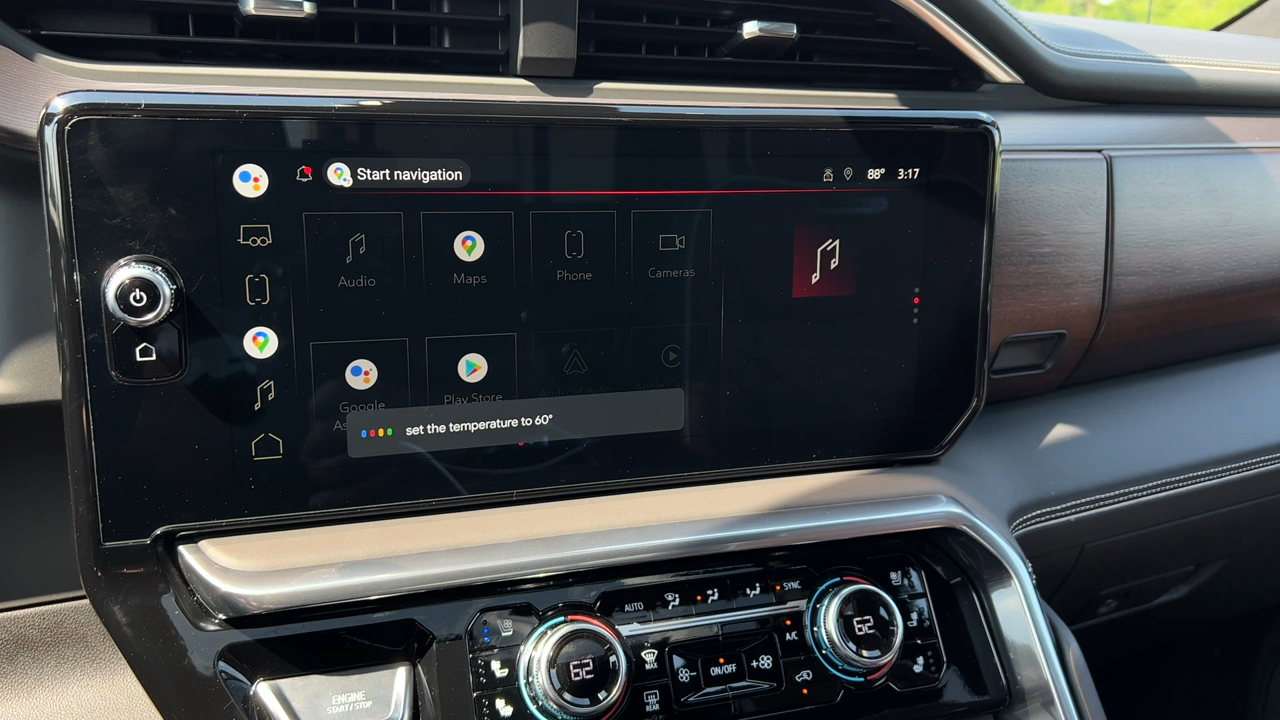 Start navigation
88°
3:17
Audio
Maps
Phone
Cameras
Google
Play Store
set the temperature to 60°
AUTO
SYNC
A/C
62
62
ON/OFF
REAR
ENGINE
START/STOP